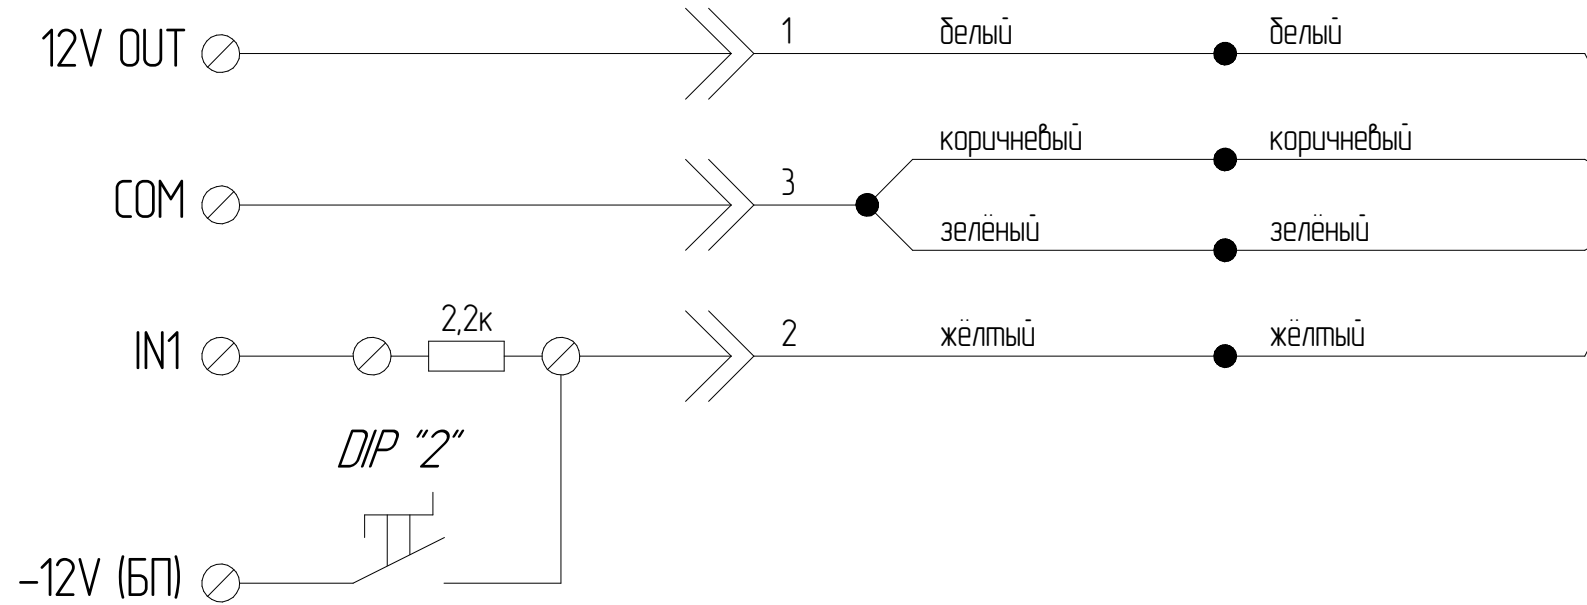 12V OUT 1 белый белый
коричневый коричневый
COM 3
зелёный зелёный
IN1 2,2к 2 жёлтый жёлтый
DIP "2"
-12V (БП)